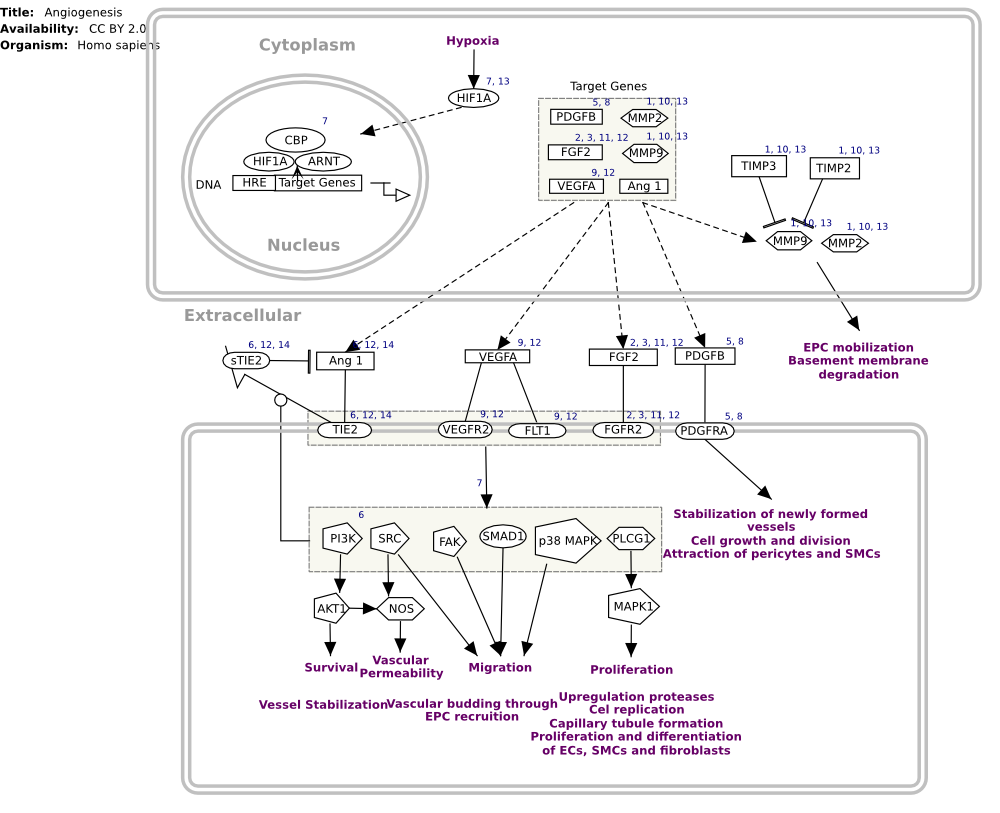 Title: Angiogenesis
Availability: CC BY 2.0
Organism: Homo sapiens
Cytoplasm
Hypoxia
7, 13
HIF1A
Target Genes
5, 8
1, 10, 13
PDGFB
MMP2
2, 3, 11, 12
1, 10, 13
FGF2
MMP9
9, 12
VEGFA
Ang 1
7
CBP
HIF1A
ARNT
DNA
HRE
Target Genes
Nucleus
1, 10, 13
1, 10, 13
TIMP3
TIMP2
1, 10, 13
1, 10, 13
MMP9
MMP2
Extracellular
EPC mobilization
Basement membrane
degradation
6, 12, 14
sTIE2
6, 12, 14
Ang 1
9, 12
VEGFA
2, 3, 11, 12
FGF2
5, 8
PDGFB
6, 12, 14
TIE2
9, 12
VEGFR2
9, 12
FLT1
2, 3, 11, 12
FGFR2
5, 8
PDGFRA
7
Stabilization of newly formed
vessels
Cell growth and division
Attraction of pericytes and SMCs
6
PI3K
SRC
FAK
SMAD1
p38 MAPK
PLCG1
AKT1
NOS
MAPK1
Survival
Vascular
Permeability
Migration
Proliferation
Vessel Stabilization
Vascular budding through
EPC recruition
Upregulation proteases
Cel replication
Capillary tubule formation
Proliferation and differentiation
of ECs, SMCs and fibroblasts